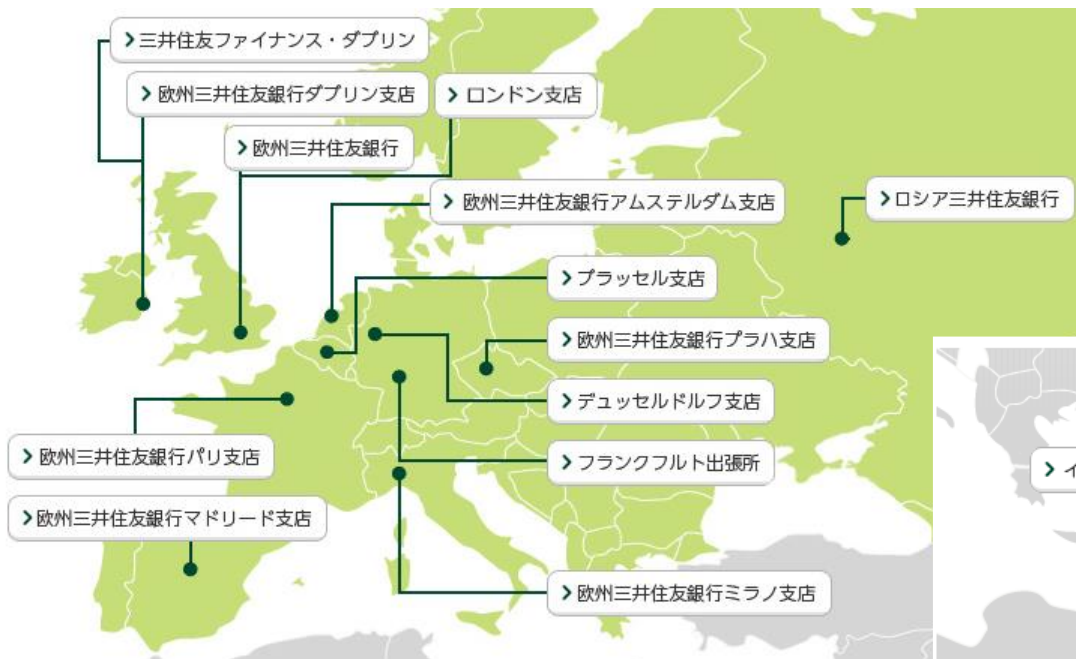 三井住友ファイナンス・ダブリン
欧州三井住友銀行ダブリン支店
ロンドン支店
欧州三井住友銀行
欧州三井住友銀行アムステルダム支店
ロシア三井住友銀行
ブラッセル支店
欧州三井住友銀行プラハ支店
デュッセルドルフ支店
欧州三井住友銀行パリ支店
フランクフルト出張所
イ
欧州三井住友銀行マドリード支店
欧州三井住友銀行ミラノ支店